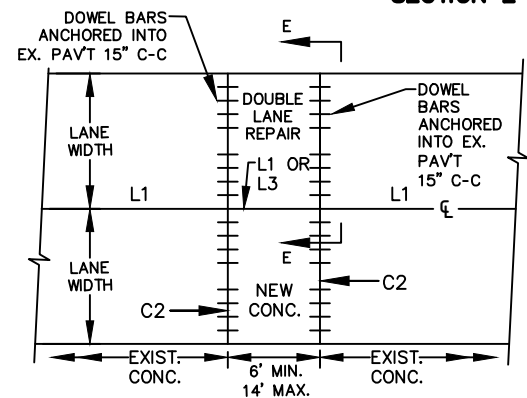 SECTION E
DOWEL BARS
ANCHORED INTO
EX. PAV'T 15" C-C
E
DOUBLE
LANE
REPAIR
DOWEL
BARS
ANCHORED
INTO EX.
PAV'T
15" C-C
LANE
WIDTH
L1
L1 OR
L3
L1
℄
LANE
WIDTH
E
C2
NEW
CONC.
C2
EXIST.
CONC.
6' MIN.
14' MAX.
EXIST.
CONC.